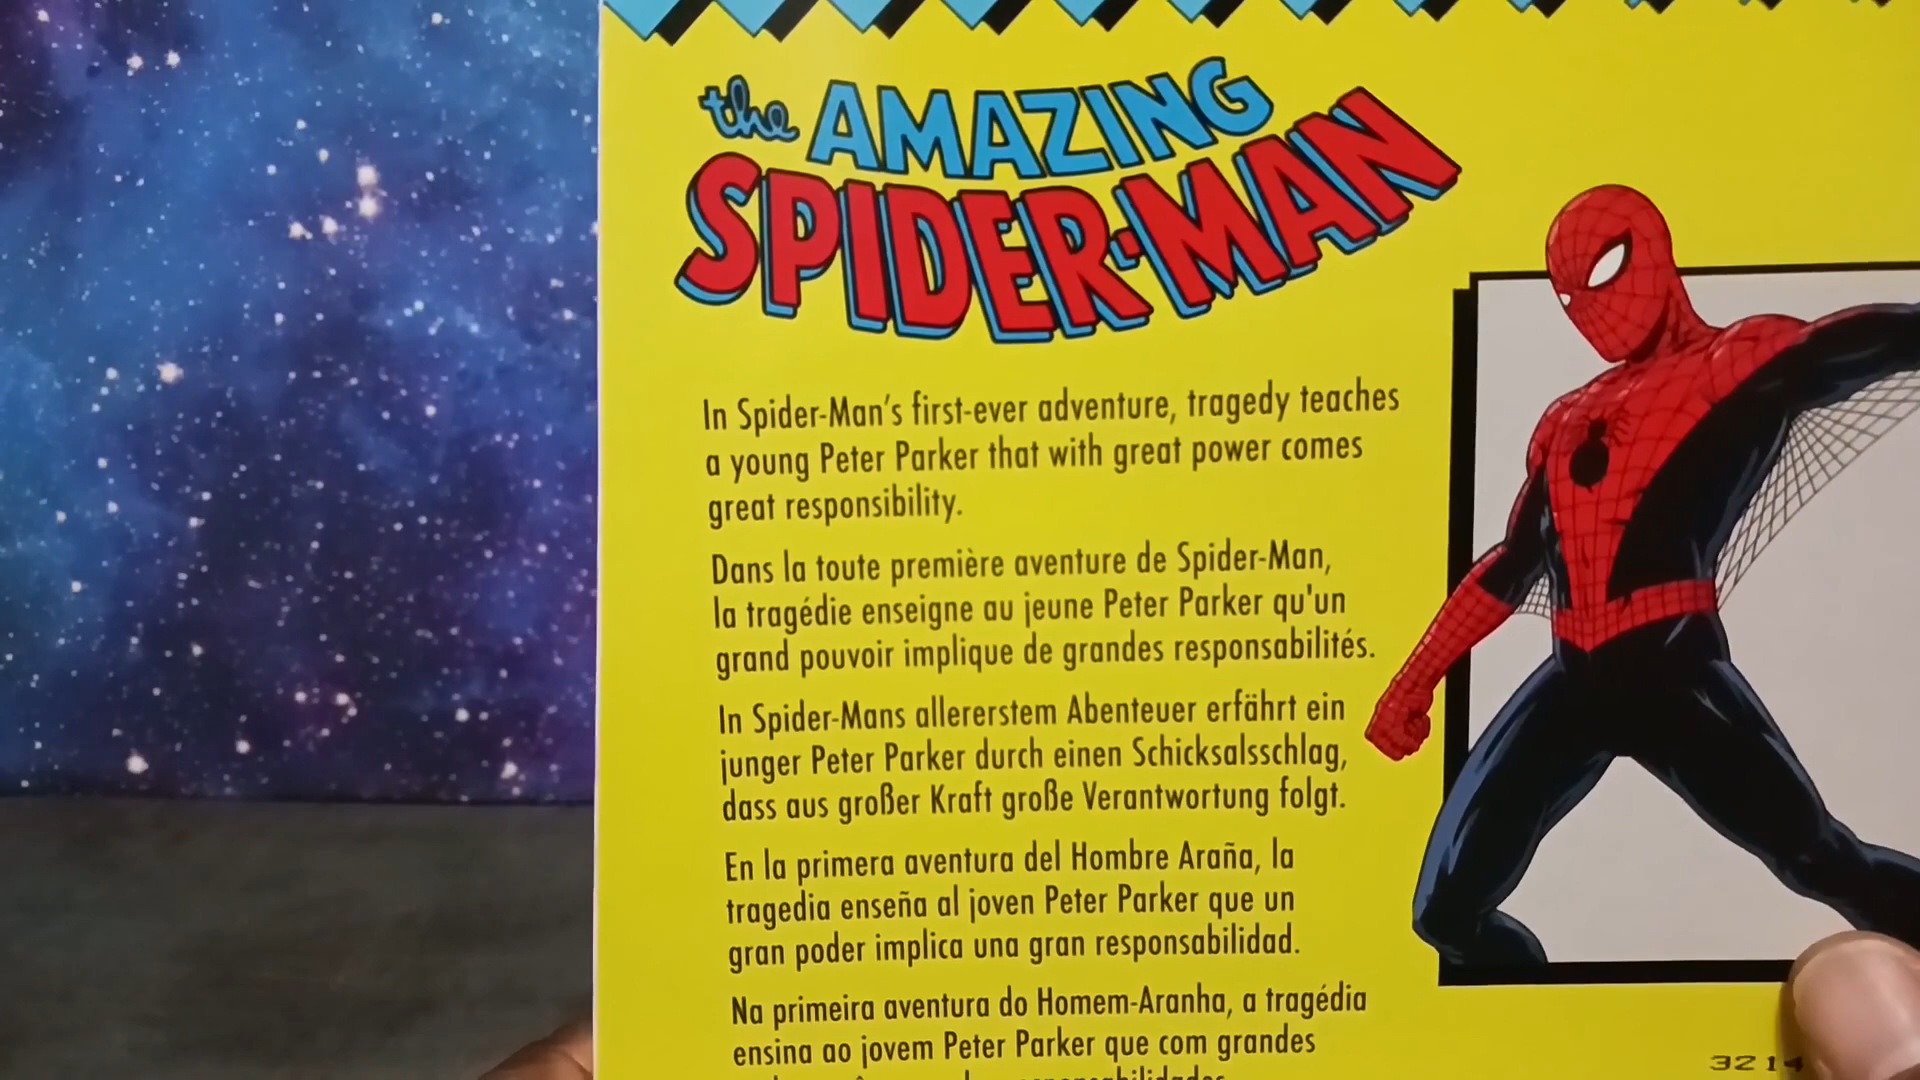 the AMAZING
SPIDER-MAN
In Spider-Man's first-ever adventure, tragedy teaches
a young Peter Parker that with great power comes
great responsibility.
Dans la toute première aventure de Spider-Man,
la tragédie enseigne au jeune Peter Parker qu'un
grand pouvoir implique de grandes responsabilités.
In Spider-Mans allererstem Abenteuer erfährt ein
junger Peter Parker durch einen Schicksalsschlag,
dass aus großer Kraft große Verantwortung folgt.
En la primera aventura del Hombre Araña, la
tragedia enseña al joven Peter Parker que un
gran poder implica una gran responsabilidad.
Na primeira aventura do Homem-Aranha, a tragédia
ensina ao jovem Peter Parker que com grandes